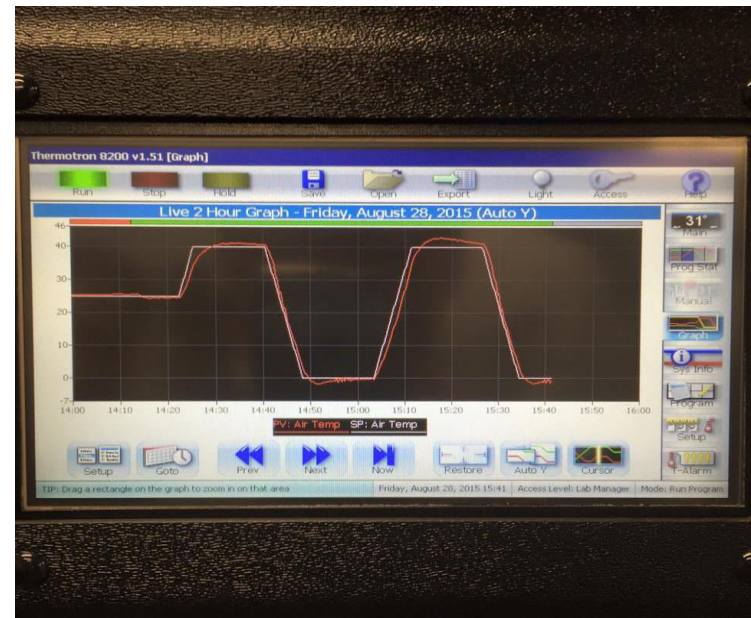 Thermotron 8200 v1.51 [Graph]
Run Stop Hold Save Open Export Light Access Help
Live 2 Hour Graph - Friday, August 28, 2015 (Auto Y)
31°
Main
Prog Stat
Manual
Graph
Sys Info
Program
Setup
T-Alarm
46
40
30
20
10
0
-7
14:00 14:10 14:20 14:30 14:40 14:50 15:00 15:10 15:20 15:30 15:40 15:50 16:00
PV: Air Temp SP: Air Temp
Setup Goto Prev Next Now Restore Auto Y Cursor
TIP: Drag a rectangle on the graph to zoom in on that area Friday, August 28, 2015 15:41 Access Level: Lab Manager Mode: Run Program